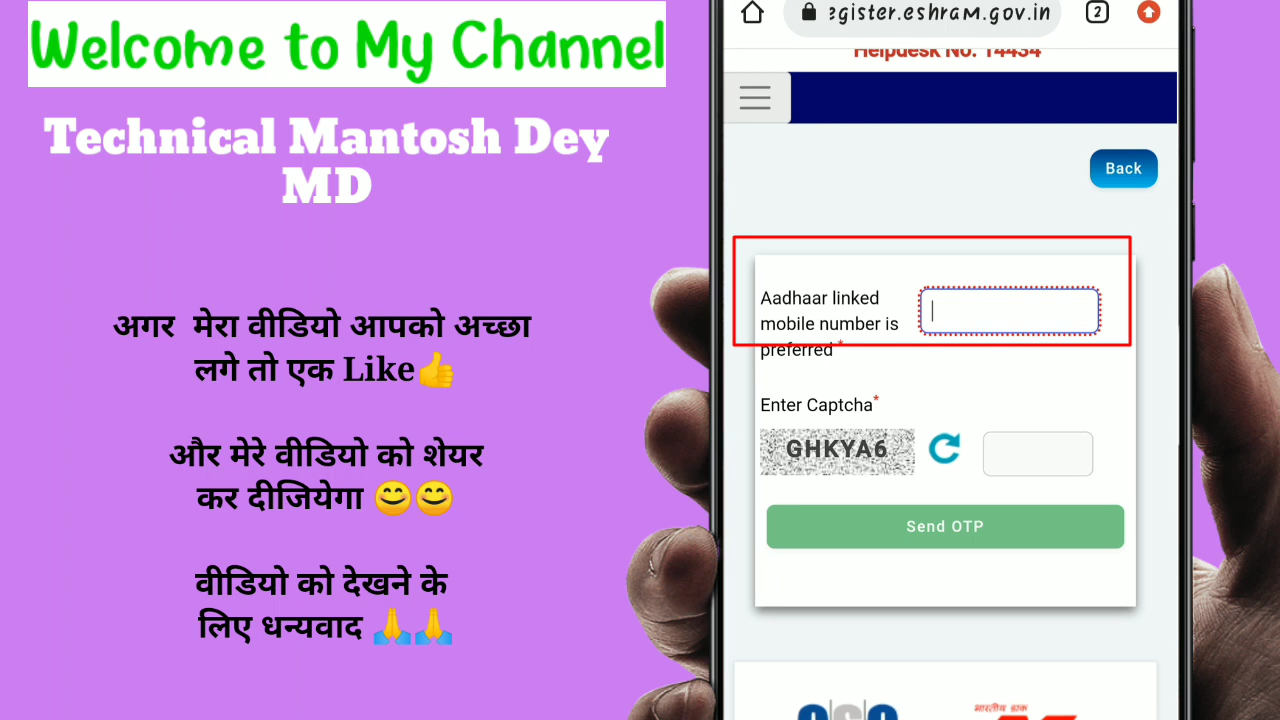 Welcome to My Channel
Technical Mantosh Dey
MD
अगर मेरा वीडियो आपको अच्छा
लगे तो एक Like👍
और मेरे वीडियो को शेयर
कर दीजियेगा 😊😊
वीडियो को देखने के
लिए धन्यवाद 🙏🙏
egister.eshram.gov.in
2
Helpdesk No. 14434
Back
Aadhaar linked
mobile number is
preferred *
Enter Captcha*
GHKYA6
Send OTP
भारतीय डाक